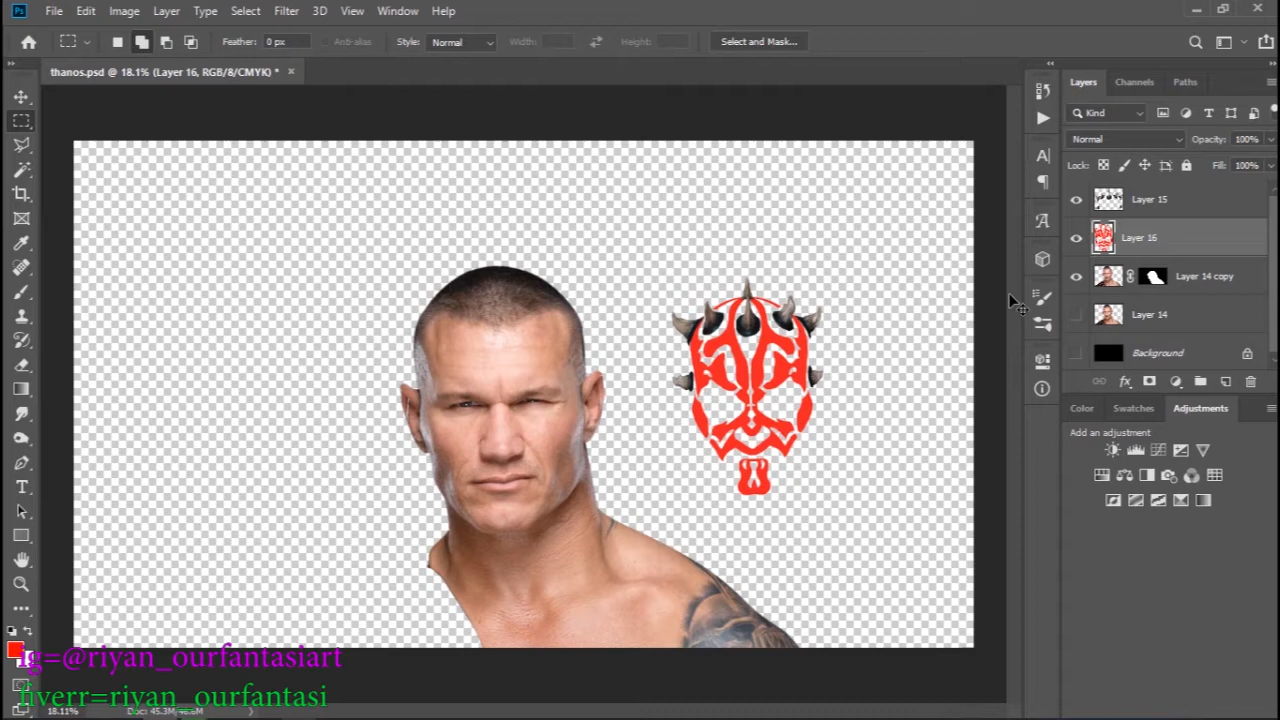 Ps File Edit Image Layer Type Select Filter 3D View Window Help
Feather: 0 px Anti-alias Style: Normal Width: Height: Select and Mask...
thanos.psd @ 18.1% (Layer 16, RGB/8/CMYK) * ×
Layers Channels Paths
Kind
Normal Opacity: 100%
Lock: Fill: 100%
Layer 15
Layer 16
Layer 14 copy
Layer 14
Background
Color Swatches Adjustments
Add an adjustment
ig=@riyan_ourfantasiart
fiverr=riyan_ourfantasi
18.11%